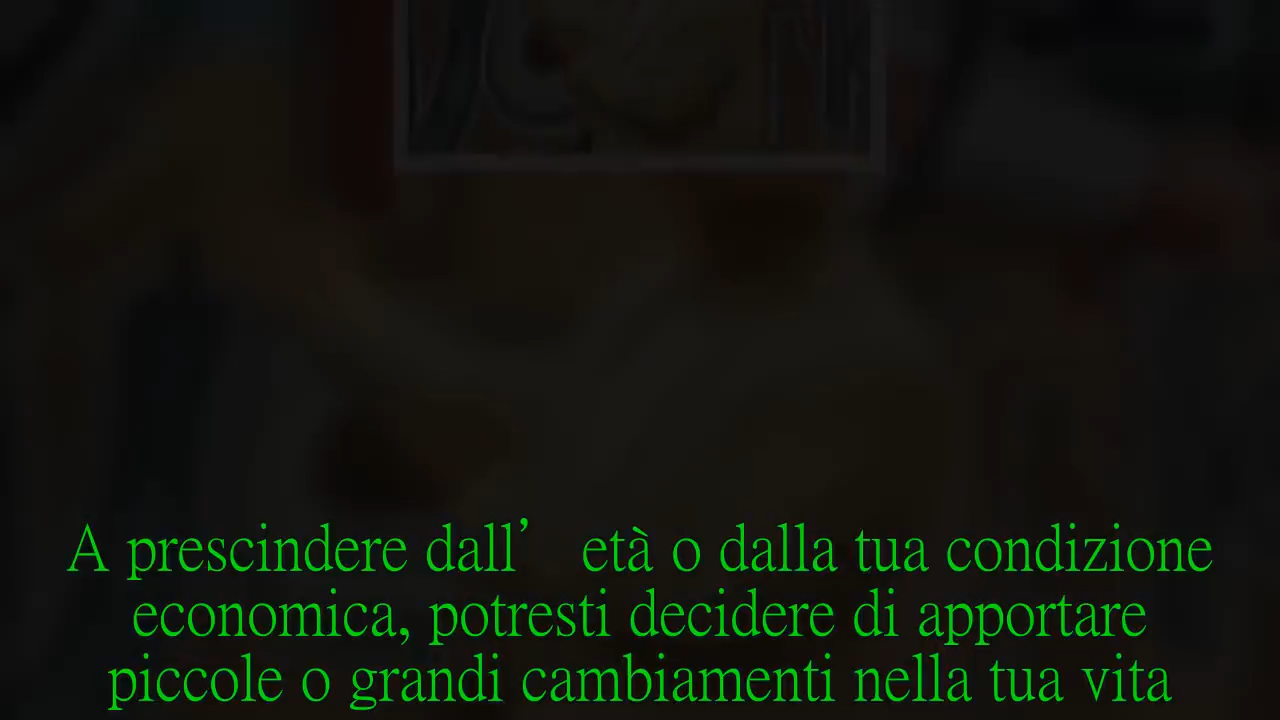 A prescindere dall’ età o dalla tua condizione
economica, potresti decidere di apportare
piccole o grandi cambiamenti nella tua vita